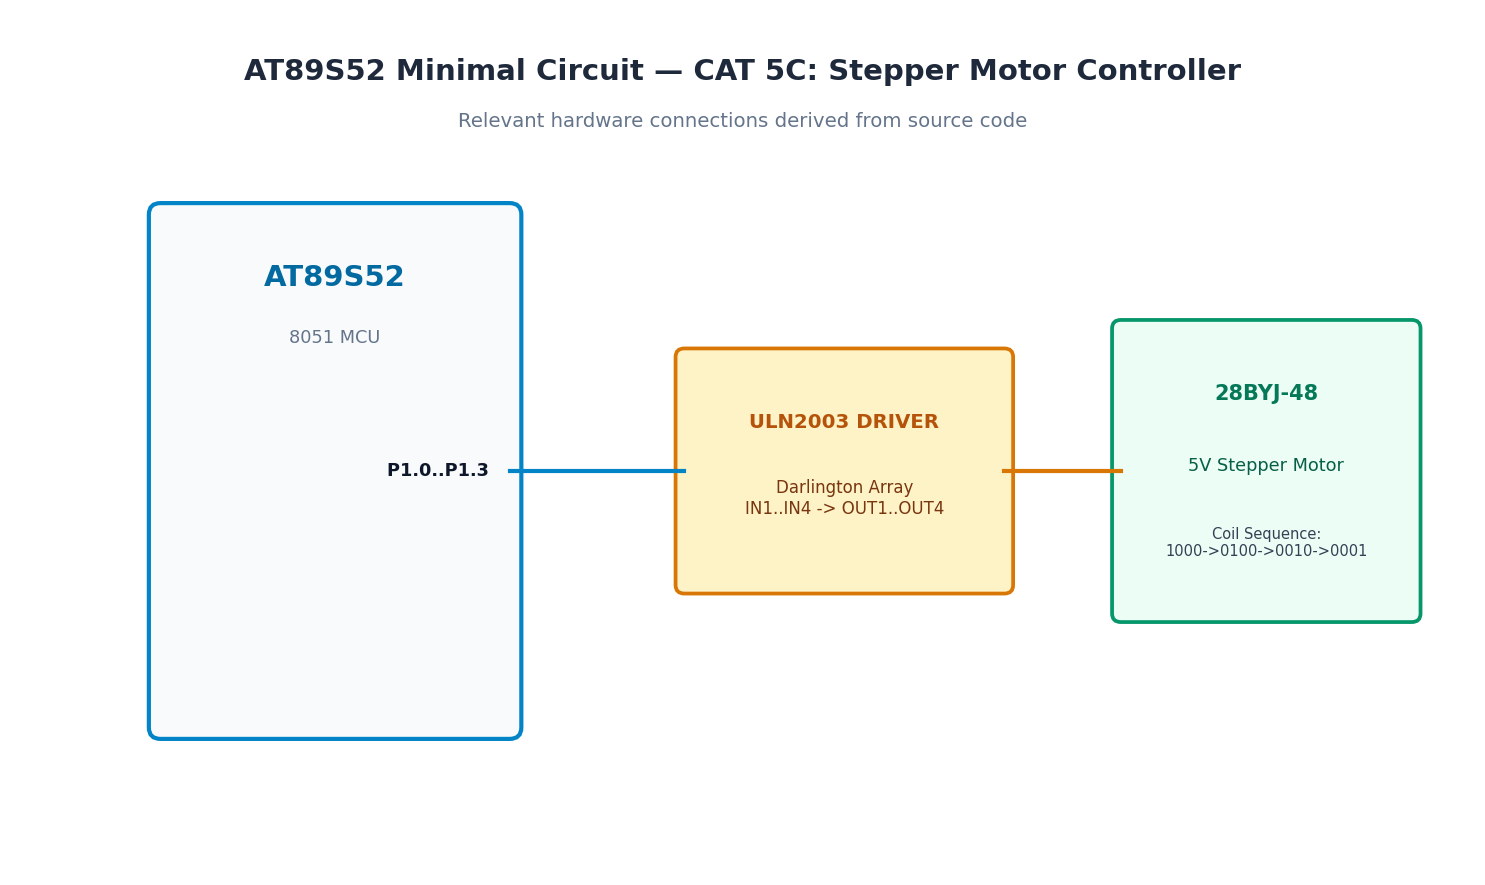 AT89S52 Minimal Circuit — CAT 5C: Stepper Motor Controller
Relevant hardware connections derived from source code
AT89S52
8051 MCU
P1.0..P1.3
ULN2003 DRIVER
Darlington Array
IN1..IN4 -> OUT1..OUT4
28BYJ-48
5V Stepper Motor
Coil Sequence:
1000->0100->0010->0001